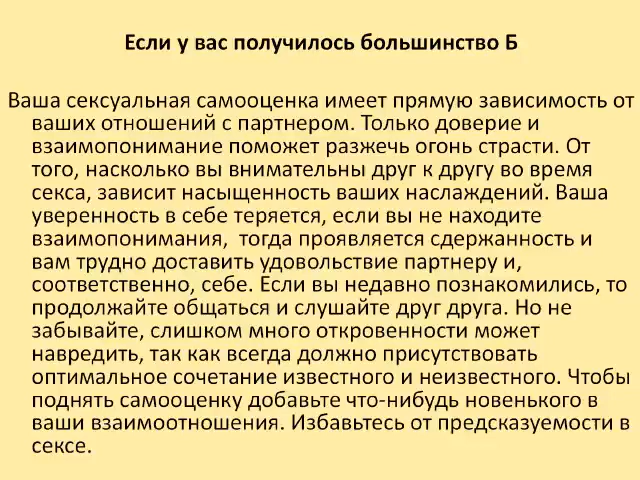 Если у вас получилось большинство Б
Ваша сексуальная самооценка имеет прямую зависимость от
ваших отношений с партнером. Только доверие и
взаимопонимание поможет разжечь огонь страсти. От
того, насколько вы внимательны друг к другу во время
секса, зависит насыщенность ваших наслаждений. Ваша
уверенность в себе теряется, если вы не находите
взаимопонимания,  тогда проявляется сдержанность и
вам трудно доставить удовольствие партнеру и,
соответственно, себе. Если вы недавно познакомились, то
продолжайте общаться и слушайте друг друга. Но не
забывайте, слишком много откровенности может
навредить, так как всегда должно присутствовать
оптимальное сочетание известного и неизвестного. Чтобы
поднять самооценку добавьте что-нибудь новенького в
ваши взаимоотношения. Избавьтесь от предсказуемости в
сексе.